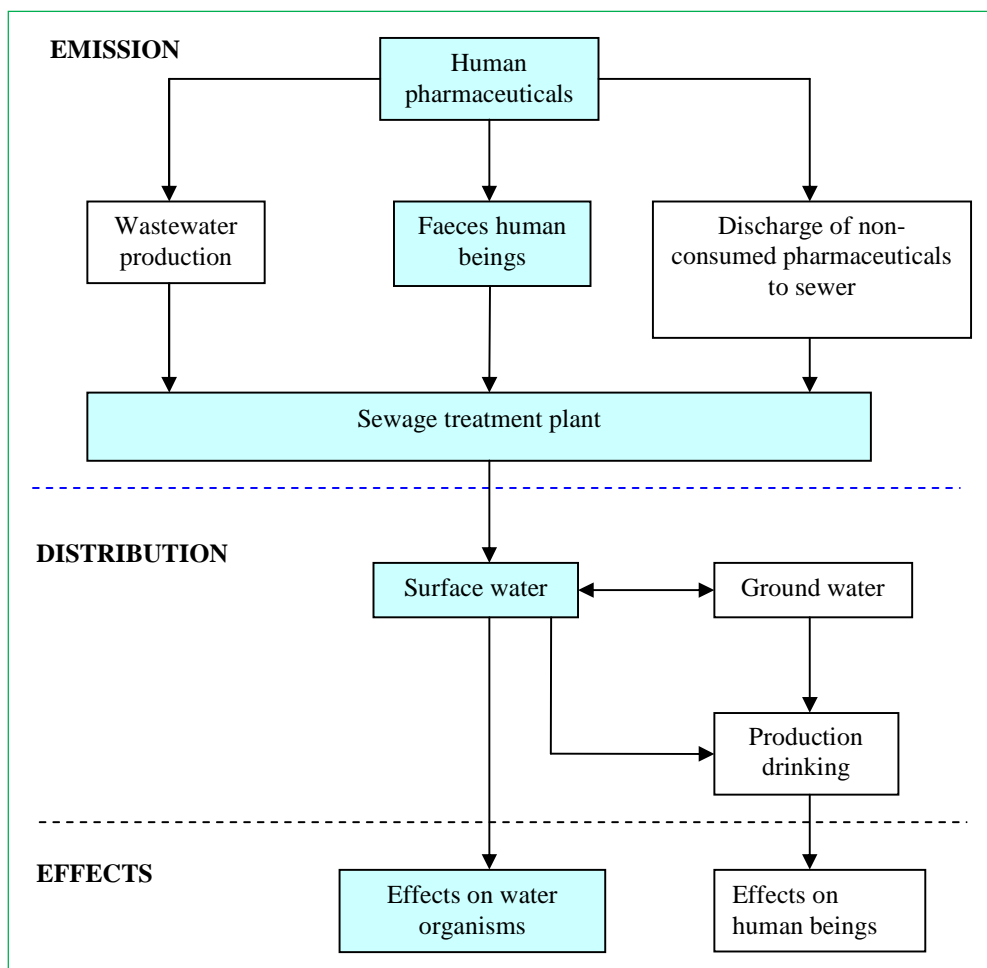 EMISSION
Human
pharmaceuticals
Wastewater
production
Faeces human
beings
Discharge of non-
consumed pharmaceuticals
to sewer
Sewage treatment plant
DISTRIBUTION
Surface water
Ground water
Production
drinking
EFFECTS
Effects on water
organisms
Effects on
human beings